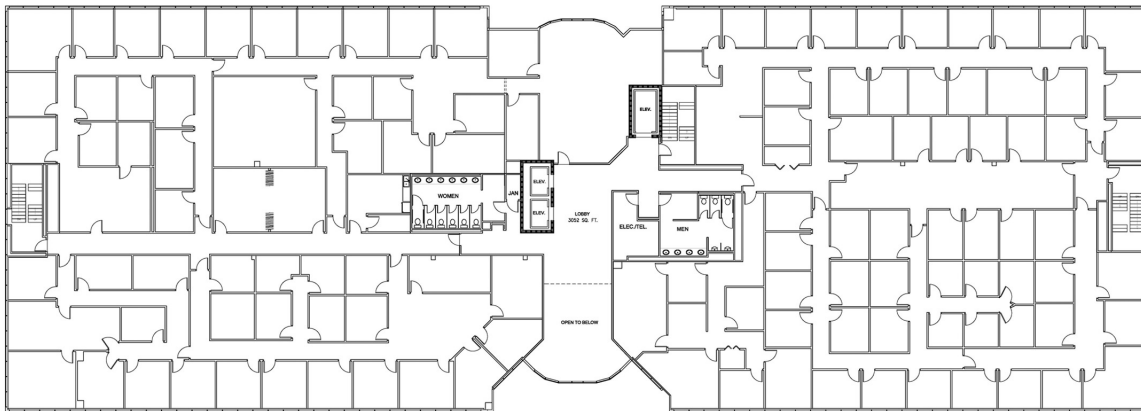 ELEV.
WOMEN
JAN
ELEV.
ELEV.
LOBBY
3052 SQ. FT.
ELEC./TEL.
MEN
OPEN TO BELOW